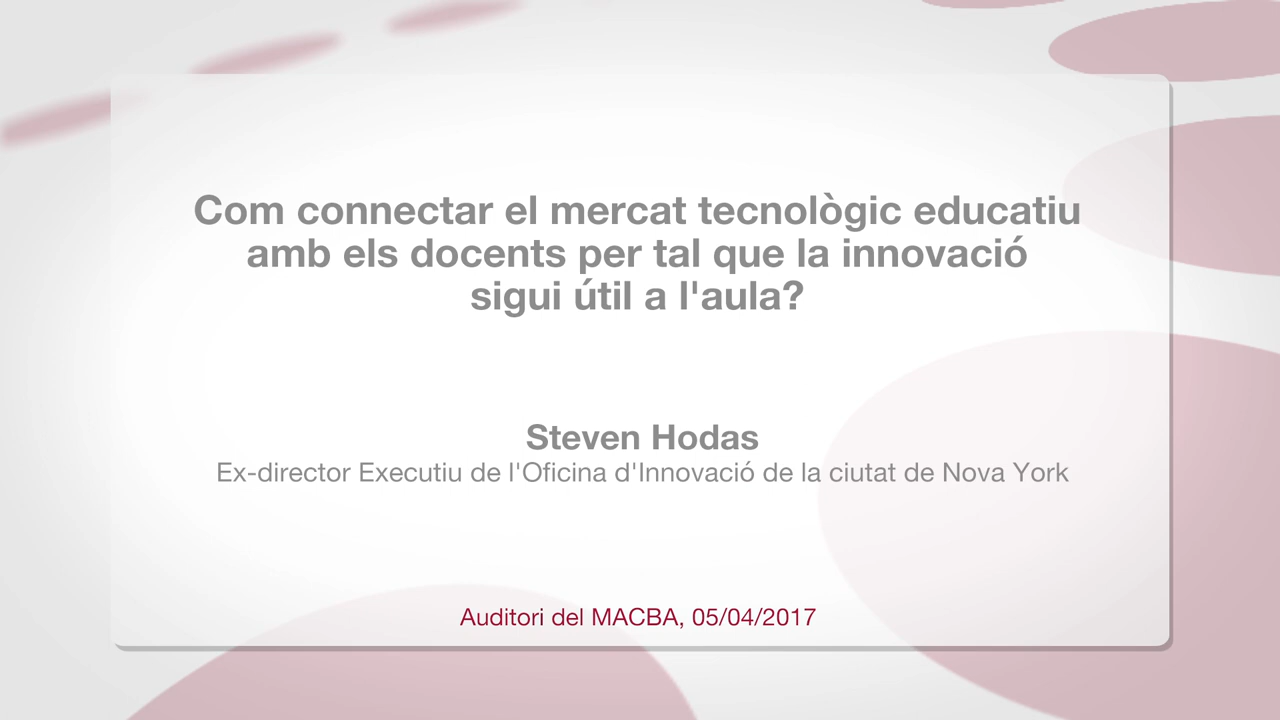 Com connectar el mercat tecnològic educatiu
amb els docents per tal que la innovació
sigui útil a l'aula?
Steven Hodas
Ex-director Executiu de l'Oficina d'Innovació de la ciutat de Nova York
Auditori del MACBA, 05/04/2017